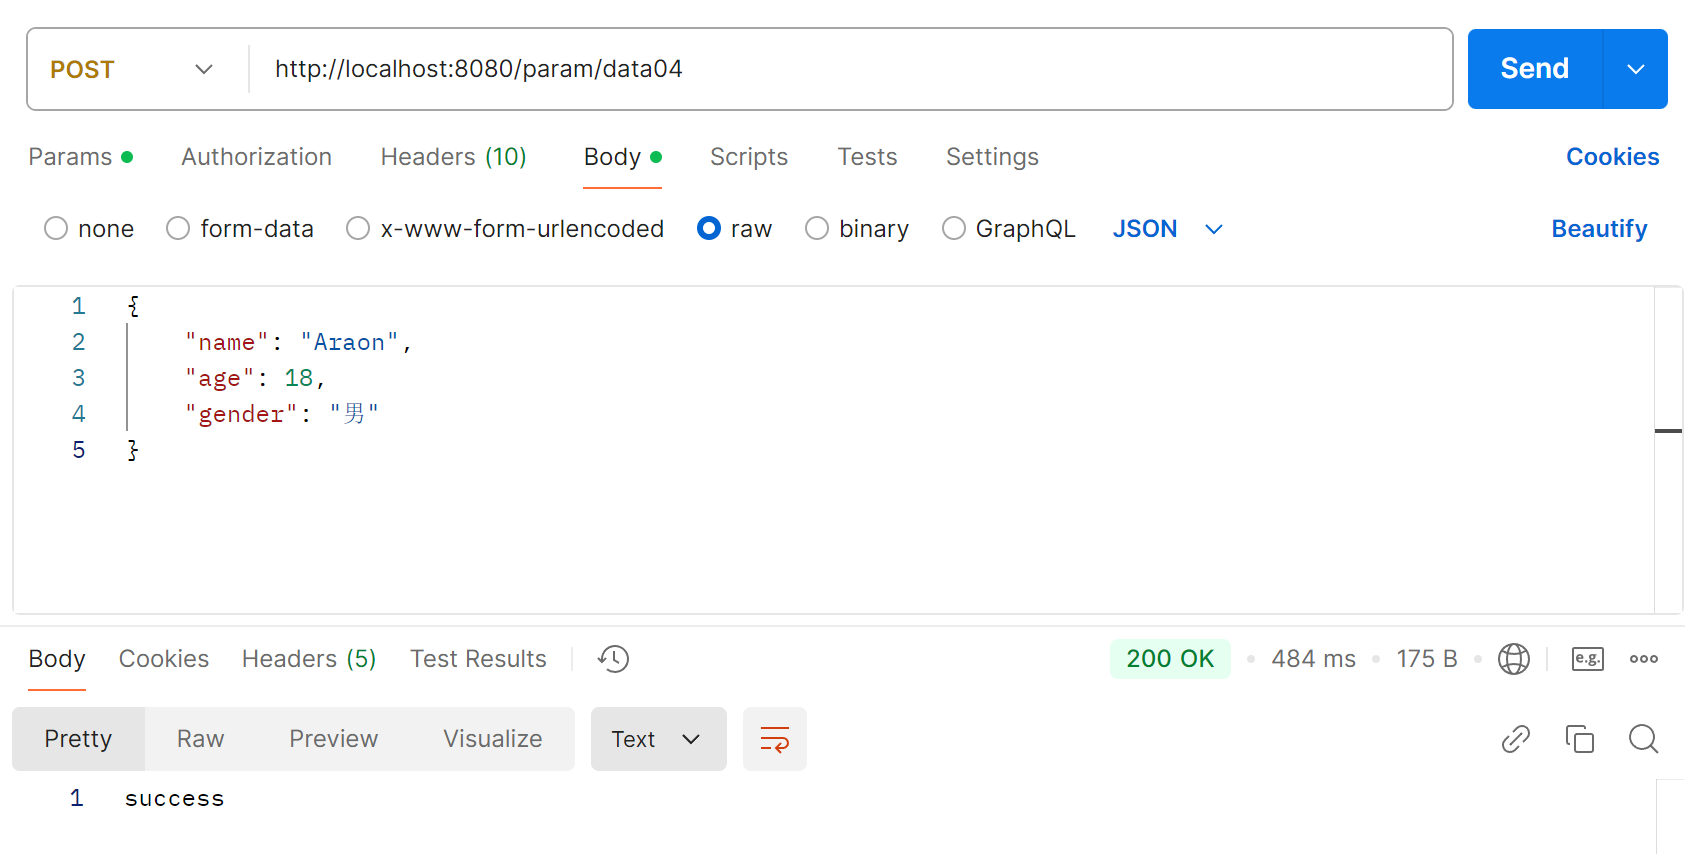 POST http://localhost:8080/param/data04 Send
Params Authorization Headers (10) Body Scripts Tests Settings Cookies
none form-data x-www-form-urlencoded raw binary GraphQL JSON Beautify
1 {
2 "name": "Araon",
3 "age": 18,
4 "gender": "男"
5 }
Body Cookies Headers (5) Test Results 200 OK 484 ms 175 B e.g.
Pretty Raw Preview Visualize Text
1 success